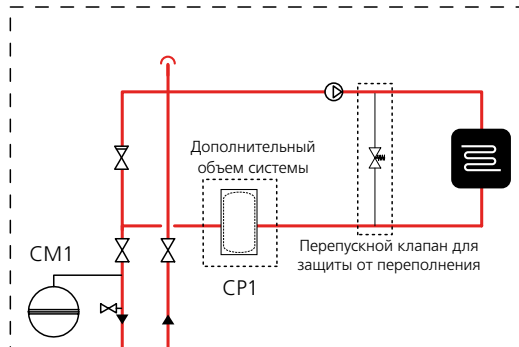 Дополнительный
объем системы
CM1
CP1
Перепускной клапан для
защиты от переполнения